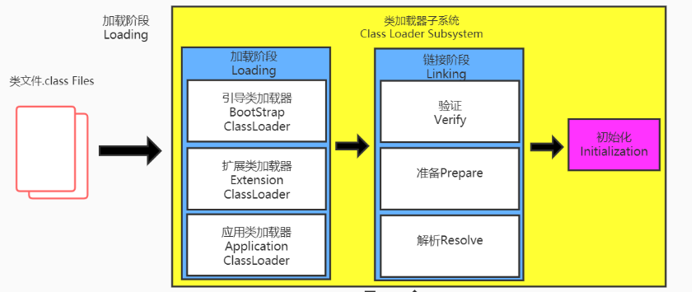 加载阶段
Loading
类加载器子系统
Class Loader Subsystem
类文件.class Files
加载阶段
Loading
引导类加载器
BootStrap
ClassLoader
扩展类加载器
Extension
ClassLoader
应用类加载器
Application
ClassLoader
链接阶段
Linking
验证
Verify
准备Prepare
解析Resolve
初始化
Initialization